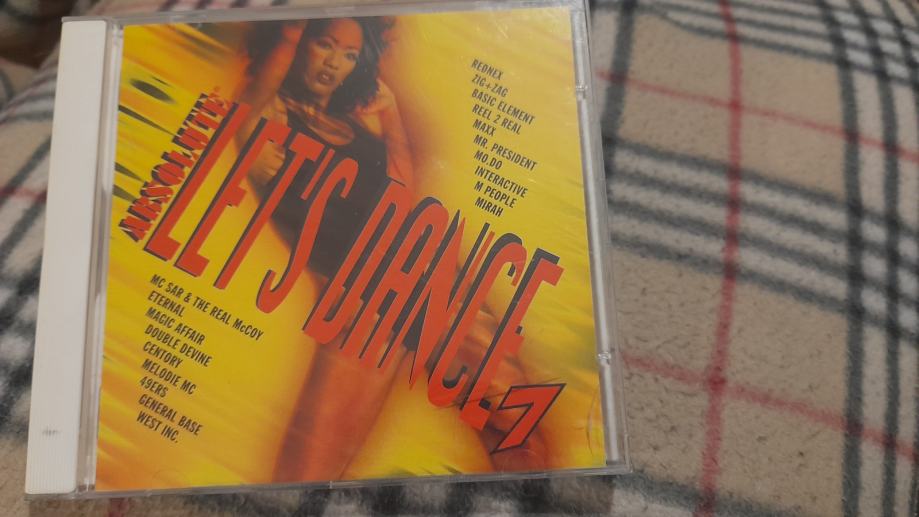 ABSOLUTE
LET'S DANCE 7
REDNEX
ZIG+ZAG
BASIC ELEMENT
REEL 2 REAL
MAXX
MR. PRESIDENT
MO.DO
INTERACTIVE
M PEOPLE
MIRAH
MC SAR & THE REAL McCOY
ETERNAL
MAGIC AFFAIR
DOUBLE DEVINE
CENTORY
MELODIE MC
49ERS
GENERAL BASE
WEST INC.